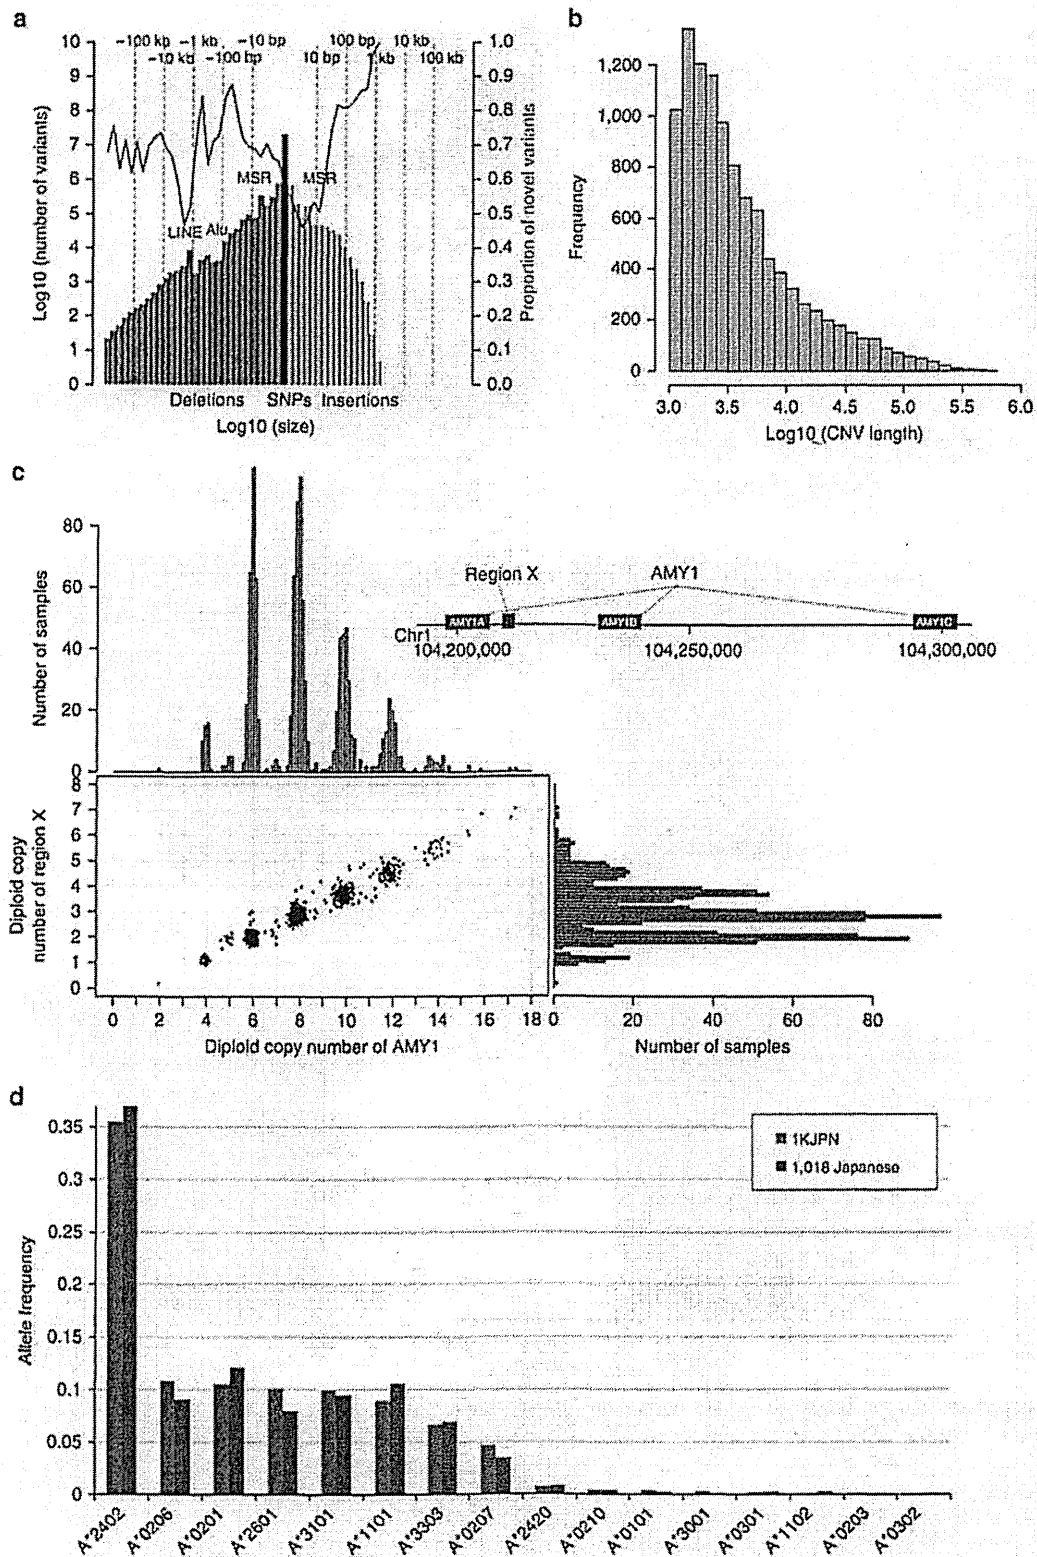 a
~100 kb ~1 kb ~10 bp 100 bp 10 kb
~10 kb ~100 bp 10 bp 1 kb 100 kb
10
9
8
7
6
5
4
3
2
1
0
Log10 (number of variants)
MSR MSR
LINE Alu
1.0
0.9
0.8
0.7
0.6
0.5
0.4
0.3
0.2
0.1
0.0
Proportion of novel variants
Deletions SNPs Insertions
Log10 (size)
b
1,200
1,000
800
600
400
200
0
Frequency
3.0 3.5 4.0 4.5 5.0 5.5 6.0
Log10 (CNV length)
c
80
60
40
20
0
Number of samples
Region X AMY1
AMY1A AMY1B AMY1C
Chr1
104,200,000 104,250,000 104,300,000
8
7
6
5
4
3
2
1
0
Diploid copy
number of region X
0 2 4 6 8 10 12 14 16 18
Diploid copy number of AMY1
0 20 40 60 80
Number of samples
d
0.35
0.3
0.25
0.2
0.15
0.1
0.05
0
Allele frequency
1KJPN
1,018 Japanese
A*2402 A*0206 A*0201 A*2601 A*3101 A*1101 A*3303 A*0207 A*2420 A*0210 A*0101 A*3001 A*0301 A*1102 A*0203 A*0302